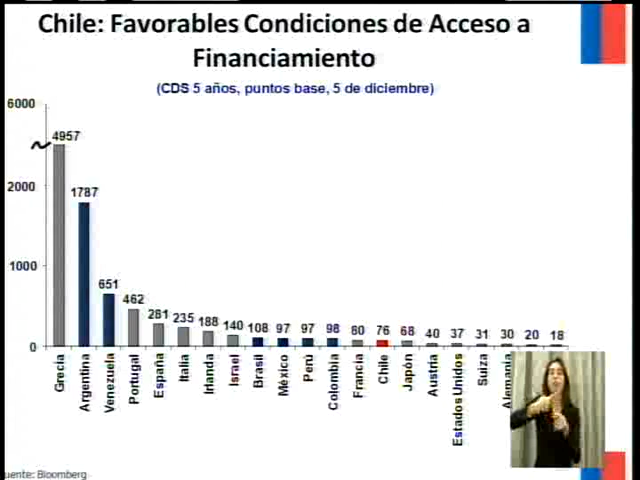 Chile: Favorables Condiciones de Acceso a
Financiamiento
(CDS 5 años, puntos base, 5 de diciembre)
6000
2000
1000
0
4957
1787
651
462
281
235
188
140
108
97
97
98
80
76
68
40
37
31
30
20
18
Grecia
Argentina
Venezuela
Portugal
España
Italia
Irlanda
Israel
Brasil
México
Perú
Colombia
Francia
Chile
Japón
Austria
Estados Unidos
Suiza
Alemania
uente: Bloomberg